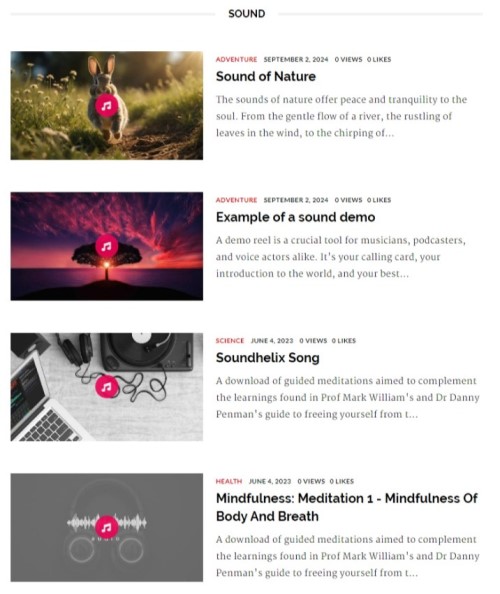 SOUND
ADVENTURE SEPTEMBER 2, 2024 0 VIEWS 0 LIKES
Sound of Nature
The sounds of nature offer peace and tranquility to the
soul. From the gentle flow of a river, the rustling of
leaves in the wind, to the chirping of...
ADVENTURE SEPTEMBER 2, 2024 0 VIEWS 0 LIKES
Example of a sound demo
A demo reel is a crucial tool for musicians, podcasters,
and voice actors alike. It's your calling card, your
introduction to the world, and your best...
SCIENCE JUNE 4, 2023 0 VIEWS 0 LIKES
Soundhelix Song
A download of guided meditations aimed to complement
the learnings found in Prof Mark William's and Dr Danny
Penman's guide to freeing yourself from t...
HEALTH JUNE 4, 2023 0 VIEWS 0 LIKES
Mindfulness: Meditation 1 - Mindfulness Of
Body And Breath
AUDIO
A download of guided meditations aimed to complement
the learnings found in Prof Mark William's and Dr Danny
Penman's guide to freeing yourself from t...